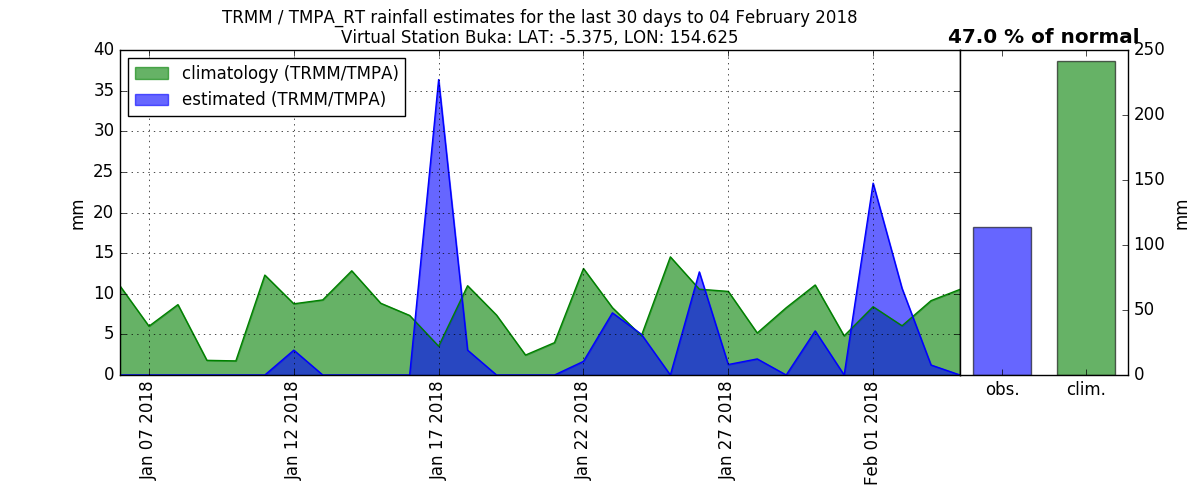 TRMM / TMPA_RT rainfall estimates for the last 30 days to 04 February 2018
Virtual Station Buka: LAT: -5.375, LON: 154.625
47.0 % of normal
climatology (TRMM/TMPA)
estimated (TRMM/TMPA)
mm
40
35
30
25
20
15
10
5
0
Jan 07 2018
Jan 12 2018
Jan 17 2018
Jan 22 2018
Jan 27 2018
Feb 01 2018
250
200
150
100
50
0
mm
obs.
clim.